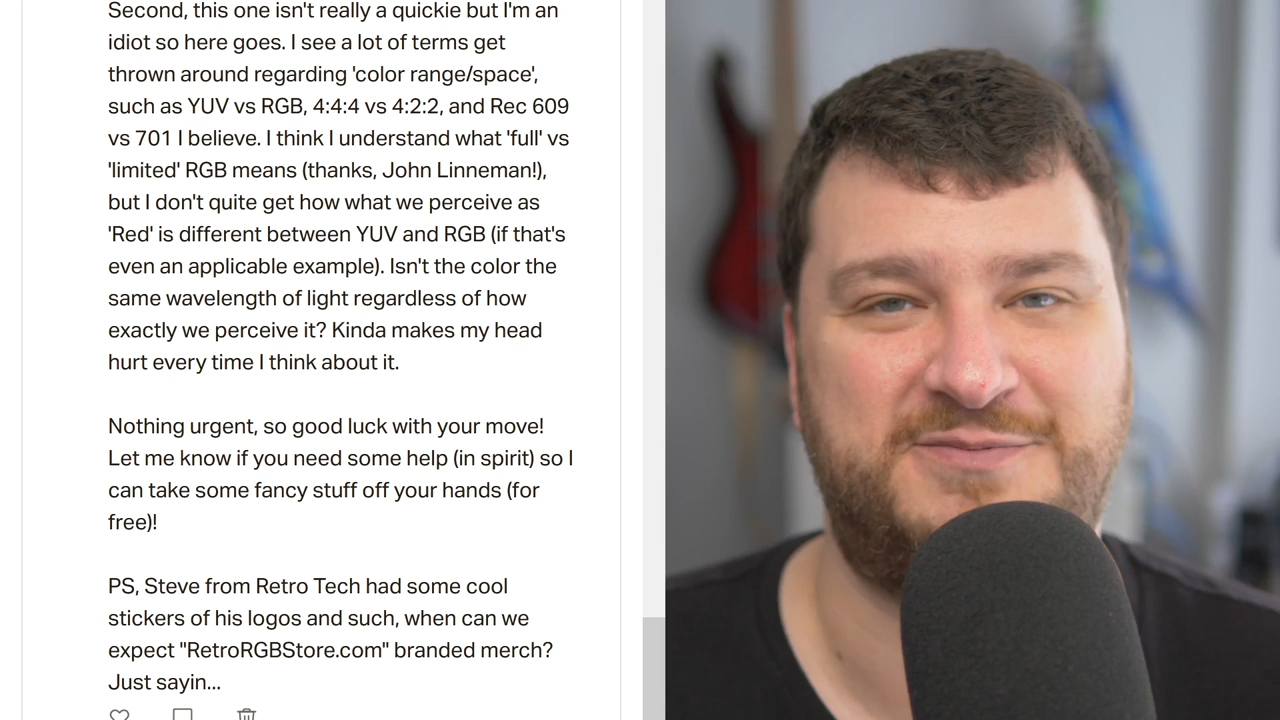 Second, this one isn't really a quickie but I'm an
idiot so here goes. I see a lot of terms get
thrown around regarding 'color range/space',
such as YUV vs RGB, 4:4:4 vs 4:2:2, and Rec 609
vs 701 I believe. I think I understand what 'full' vs
'limited' RGB means (thanks, John Linneman!),
but I don't quite get how what we perceive as
'Red' is different between YUV and RGB (if that's
even an applicable example). Isn't the color the
same wavelength of light regardless of how
exactly we perceive it? Kinda makes my head
hurt every time I think about it.
Nothing urgent, so good luck with your move!
Let me know if you need some help (in spirit) so I
can take some fancy stuff off your hands (for
free)!
PS, Steve from Retro Tech had some cool
stickers of his logos and such, when can we
expect "RetroRGBStore.com" branded merch?
Just sayin...